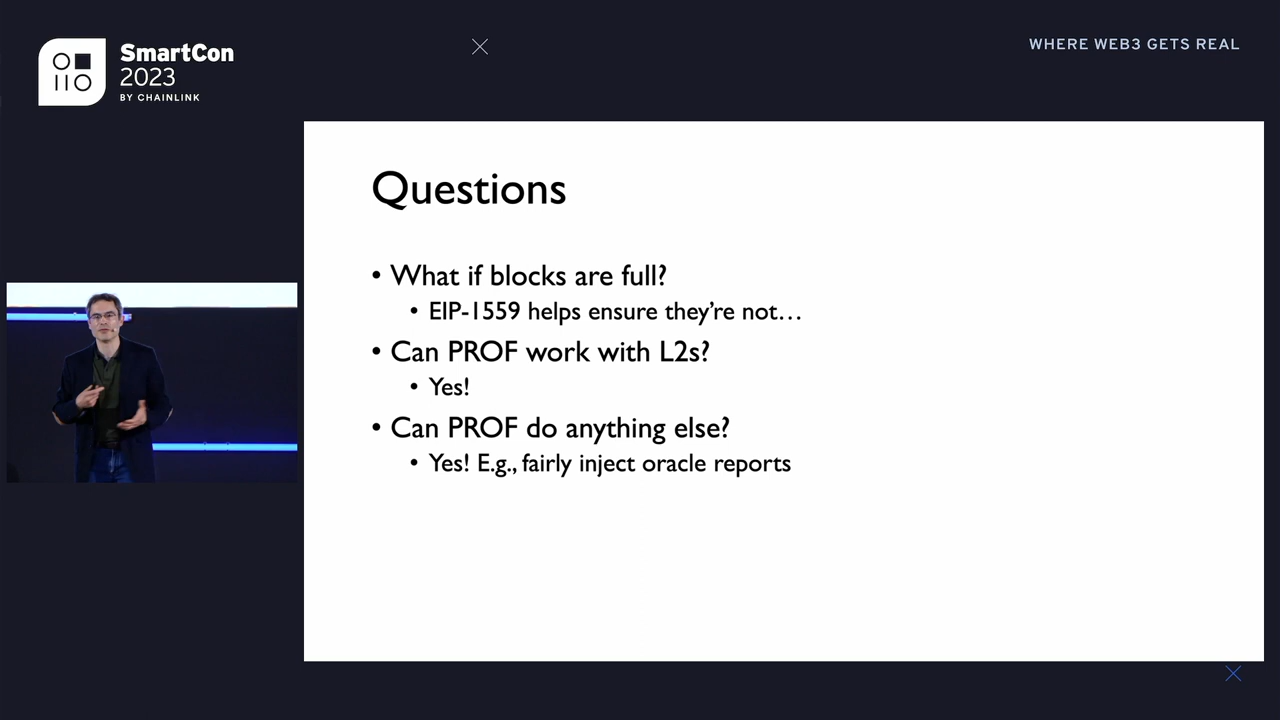 SmartCon
2023
BY CHAINLINK
WHERE WEB3 GETS REAL
Questions
• What if blocks are full?
• EIP-1559 helps ensure they’re not…
• Can PROF work with L2s?
• Yes!
• Can PROF do anything else?
• Yes! E.g., fairly inject oracle reports